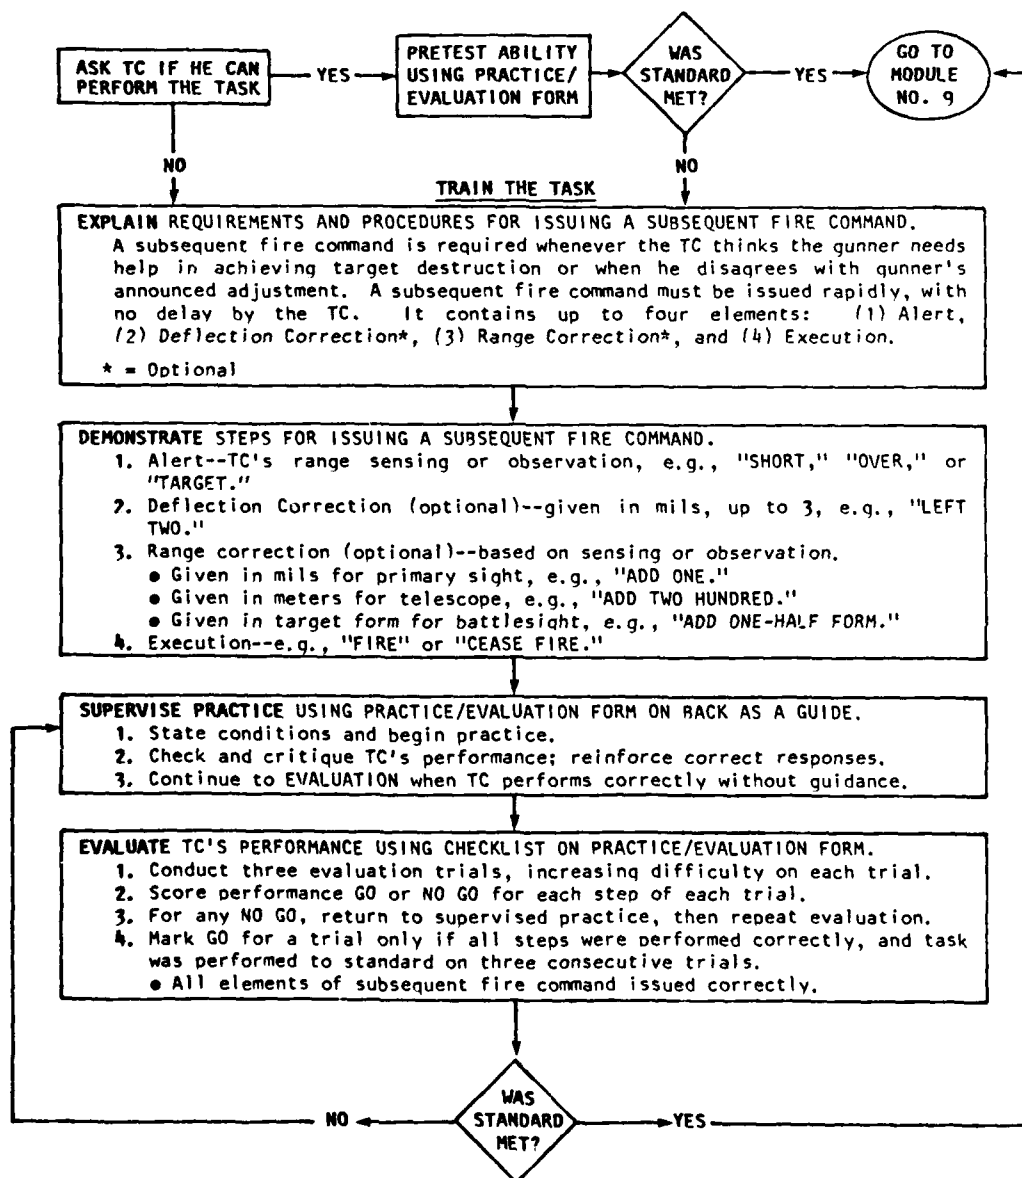 ASK TC IF HE CAN
PERFORM THE TASK
YES
PRETEST ABILITY
USING PRACTICE/
EVALUATION FORM
WAS
STANDARD
MET?
YES
GO TO
MODULE
NO. 9
NO
NO
TRAIN THE TASK
EXPLAIN REQUIREMENTS AND PROCEDURES FOR ISSUING A SUBSEQUENT FIRE COMMAND.
A subsequent fire command is required whenever the TC thinks the gunner needs
help in achieving target destruction or when he disagrees with gunner's
announced adjustment. A subsequent fire command must be issued rapidly, with
no delay by the TC. It contains up to four elements: (1) Alert,
(2) Deflection Correction*, (3) Range Correction*, and (4) Execution.
* = Optional
DEMONSTRATE STEPS FOR ISSUING A SUBSEQUENT FIRE COMMAND.
1. Alert--TC's range sensing or observation, e.g., "SHORT," "OVER," or
"TARGET."
2. Deflection Correction (optional)--given in mils, up to 3, e.g., "LEFT
TWO."
3. Range correction (optional)--based on sensing or observation.
● Given in mils for primary sight, e.g., "ADD ONE."
● Given in meters for telescope, e.g., "ADD TWO HUNDRED."
● Given in target form for battlesight, e.g., "ADD ONE-HALF FORM."
4. Execution--e.g., "FIRE" or "CEASE FIRE."
SUPERVISE PRACTICE USING PRACTICE/EVALUATION FORM ON BACK AS A GUIDE.
1. State conditions and begin practice.
2. Check and critique TC's performance; reinforce correct responses.
3. Continue to EVALUATION when TC performs correctly without guidance.
EVALUATE TC'S PERFORMANCE USING CHECKLIST ON PRACTICE/EVALUATION FORM.
1. Conduct three evaluation trials, increasing difficulty on each trial.
2. Score performance GO or NO GO for each step of each trial.
3. For any NO GO, return to supervised practice, then repeat evaluation.
4. Mark GO for a trial only if all steps were performed correctly, and task
was performed to standard on three consecutive trials.
● All elements of subsequent fire command issued correctly.
NO
WAS
STANDARD
MET?
YES